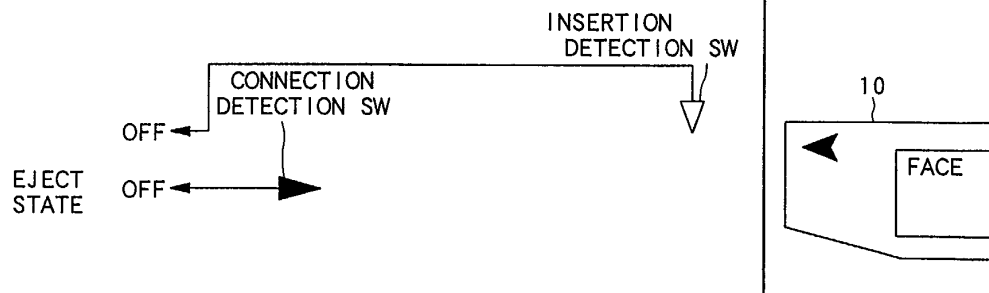 INSERTION
DETECTION SW
CONNECTION
DETECTION SW
10
OFF
FACE
EJECT
STATE
OFF